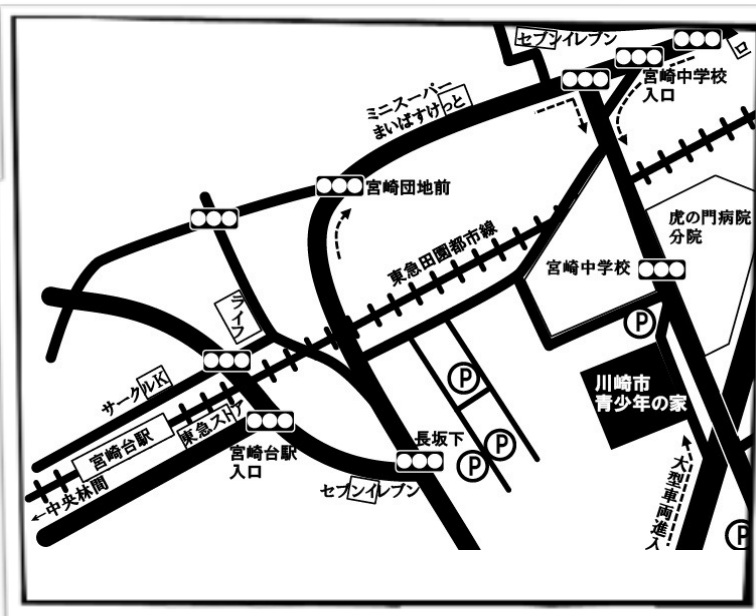 セブンイレブン
宮崎中学校
入口
ミニスーパー
まいばすけっと
宮崎団地前
虎の門病院
分院
東急田園都市線
宮崎中学校
ライフ
P
サークルK
P
川崎市
青少年の家
東急ストア
宮崎台駅
宮崎台駅
入口
長坂下
P
P
セブンイレブン
←中央林間
大型車両進入
P